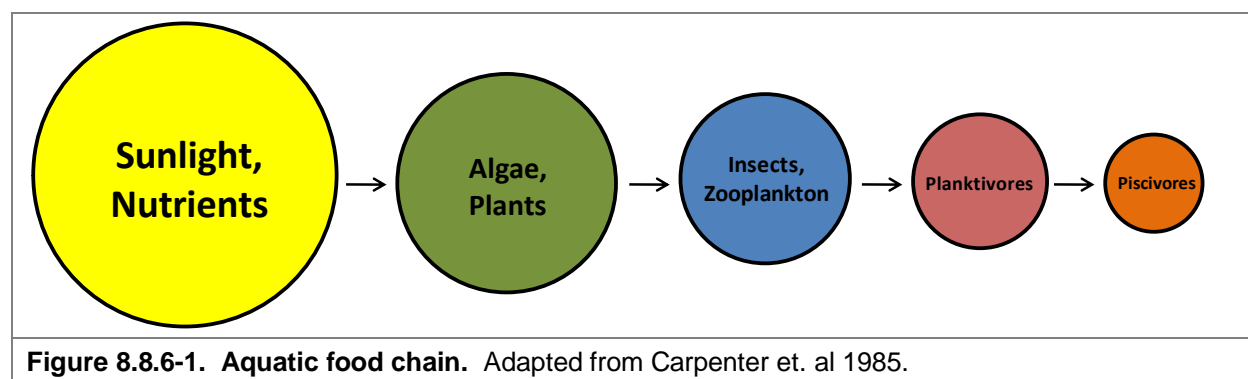 Sunlight,
Nutrients
Algae,
Plants
Insects,
Zooplankton
Planktivores
Piscivores
Figure 8.8.6-1. Aquatic food chain. Adapted from Carpenter et. al 1985.